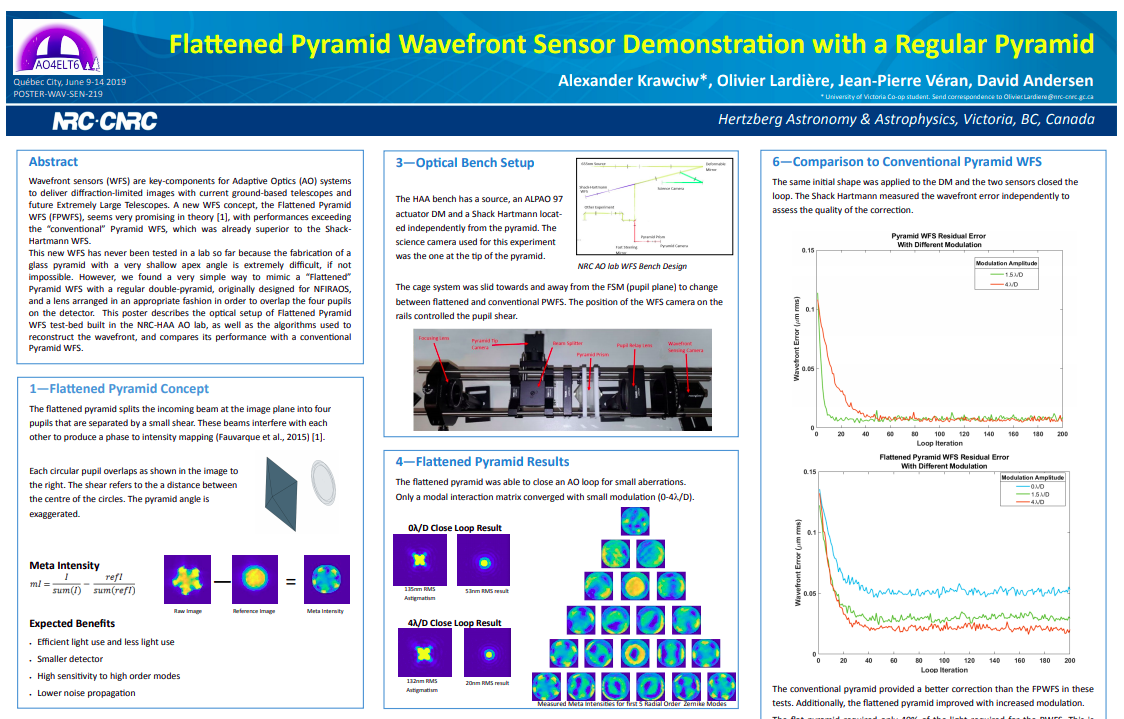 AO4ELT6
Flattened Pyramid Wavefront Sensor Demonstration with a Regular Pyramid
Québec City, June 9-14 2019
POSTER-WAV-SEN-219
Alexander Krawciw*, Olivier Lardière, Jean-Pierre Véran, David Andersen
* University of Victoria Co-op student. Send correspondence to Olivier.Lardiere@nrc-cnrc.gc.ca
NRC·CNRC
Hertzberg Astronomy & Astrophysics, Victoria, BC, Canada
Abstract
Wavefront sensors (WFS) are key-components for Adaptive Optics (AO) systems
to deliver diffraction-limited images with current ground-based telescopes and
future Extremely Large Telescopes. A new WFS concept, the Flattened Pyramid
WFS (FPWFS), seems very promising in theory [1], with performances exceeding
the “conventional” Pyramid WFS, which was already superior to the Shack-
Hartmann WFS.
This new WFS has never been tested in a lab so far because the fabrication of a
glass pyramid with a very shallow apex angle is extremely difficult, if not
impossible. However, we found a very simple way to mimic a “Flattened”
Pyramid WFS with a regular double-pyramid, originally designed for NFIRAOS,
and a lens arranged in an appropriate fashion in order to overlap the four pupils
on the detector. This poster describes the optical setup of Flattened Pyramid
WFS test-bed built in the NRC-HAA AO lab, as well as the algorithms used to
reconstruct the wavefront, and compares its performance with a conventional
Pyramid WFS.
1—Flattened Pyramid Concept
The flattened pyramid splits the incoming beam at the image plane into four
pupils that are separated by a small shear. These beams interfere with each
other to produce a phase to intensity mapping (Fauvarque et al., 2015) [1].
Each circular pupil overlaps as shown in the image to
the right. The shear refers to the a distance between
the centre of the circles. The pyramid angle is
exaggerated.
Meta Intensity
mI = I / sum(I) − refI / sum(refI)
— =
Raw Image Reference Image Meta Intensity
Expected Benefits
• Efficient light use and less light use
• Smaller detector
• High sensitivity to high order modes
• Lower noise propagation
3—Optical Bench Setup
The HAA bench has a source, an ALPAO 97
actuator DM and a Shack Hartmann locat-
ed independently from the pyramid. The
science camera used for this experiment
was the one at the tip of the pyramid.
Deformable
Mirror
Shack-Hartmann
WFS
Science Camera
Other Experiment
Pyramid Prism
Fast Steering
Mirror
Pyramid Camera
NRC AO lab WFS Bench Design
The cage system was slid towards and away from the FSM (pupil plane) to change
between flattened and conventional PWFS. The position of the WFS camera on the
rails controlled the pupil shear.
Focusing Lens
Pyramid Tip
Camera
Beam Splitter
Pyramid Prism
Pupil Relay Lens
Wavefront
Sensing Camera
4—Flattened Pyramid Results
The flattened pyramid was able to close an AO loop for small aberrations.
Only a modal interaction matrix converged with small modulation (0-4λ/D).
0λ/D Close Loop Result
135nm RMS
Astigmatism
53nm RMS result
4λ/D Close Loop Result
132nm RMS
Astigmatism
20nm RMS result
Measured Meta Intensities for first 5 Radial Order Zernike Modes
6—Comparison to Conventional Pyramid WFS
The same initial shape was applied to the DM and the two sensors closed the
loop. The Shack Hartmann measured the wavefront error independently to
assess the quality of the correction.
Pyramid WFS Residual Error
With Different Modulation
Modulation Amplitude
1.5 λ/D
4 λ/D
Wavefront Error (μm rms)
0.15
0.1
0.05
0
0 20 40 60 80 100 120 140 160 180 200
Loop Iteration
Flattened Pyramid WFS Residual Error
With Different Modulation
Modulation Amplitude
0 λ/D
1.5 λ/D
4 λ/D
Wavefront Error (μm rms)
0.15
0.1
0.05
0
0 20 40 60 80 100 120 140 160 180 200
Loop Iteration
The conventional pyramid provided a better correction than the FPWFS in these
tests. Additionally, the flattened pyramid improved with increased modulation.
The flat pyramid required only 40% of the light required for the PWFS. This is